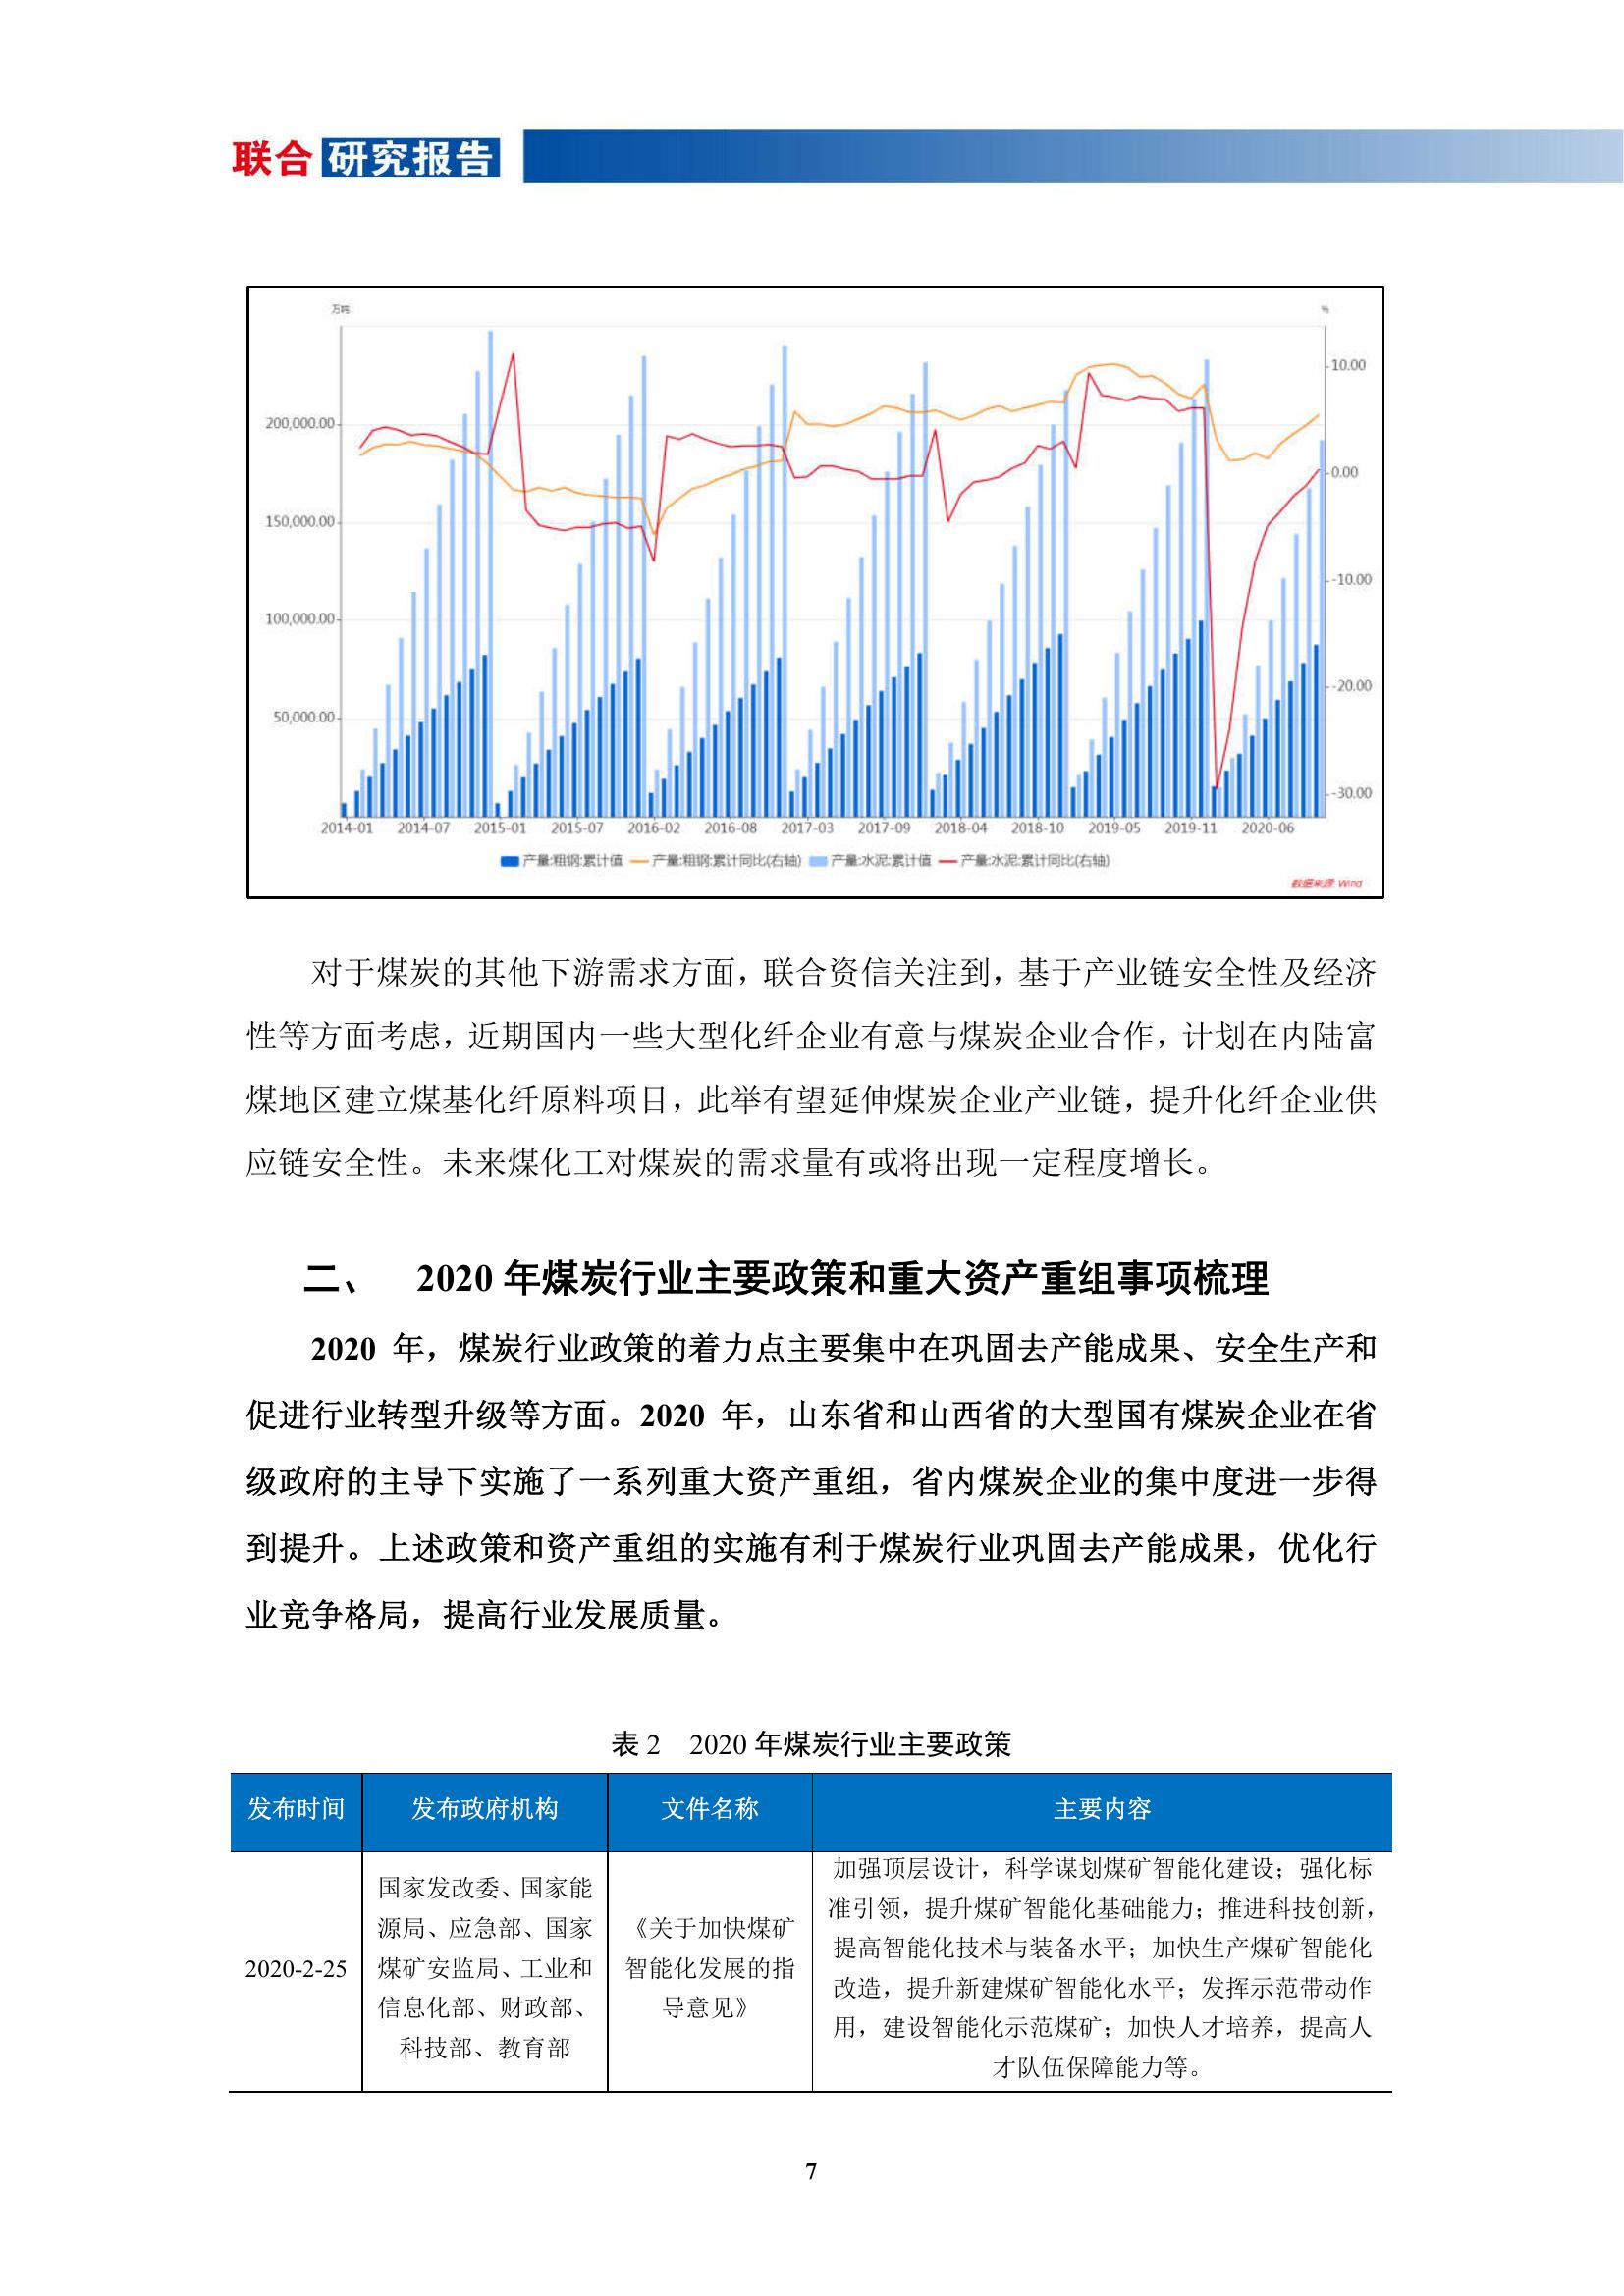 联合 研究报告
万吨
%
200,000.00
150,000.00
100,000.00
50,000.00
10.00
0.00
-10.00
-20.00
-30.00
2014-01 2014-07 2015-01 2015-07 2016-02 2016-08 2017-03 2017-09 2018-04 2018-10 2019-05 2019-11 2020-06
产量:粗钢:累计值 产量:粗钢:累计同比(右轴) 产量:水泥:累计值 产量:水泥:累计同比(右轴)
数据来源 Wind
对于煤炭的其他下游需求方面，联合资信关注到，基于产业链安全性及经济
性等方面考虑，近期国内一些大型化纤企业有意与煤炭企业合作，计划在内陆富
煤地区建立煤基化纤原料项目，此举有望延伸煤炭企业产业链，提升化纤企业供
应链安全性。未来煤化工对煤炭的需求量有或将出现一定程度增长。
二、 2020 年煤炭行业主要政策和重大资产重组事项梳理
2020 年，煤炭行业政策的着力点主要集中在巩固去产能成果、安全生产和
促进行业转型升级等方面。2020 年，山东省和山西省的大型国有煤炭企业在省
级政府的主导下实施了一系列重大资产重组，省内煤炭企业的集中度进一步得
到提升。上述政策和资产重组的实施有利于煤炭行业巩固去产能成果，优化行
业竞争格局，提高行业发展质量。
表 2 2020 年煤炭行业主要政策
发布时间 发布政府机构 文件名称 主要内容
2020-2-25
国家发改委、国家能
源局、应急部、国家
煤矿安监局、工业和
信息化部、财政部、
科技部、教育部
《关于加快煤矿
智能化发展的指
导意见》
加强顶层设计，科学谋划煤矿智能化建设；强化标
准引领，提升煤矿智能化基础能力；推进科技创新，
提高智能化技术与装备水平；加快生产煤矿智能化
改造，提升新建煤矿智能化水平；发挥示范带动作
用，建设智能化示范煤矿；加快人才培养，提高人
才队伍保障能力等。
7